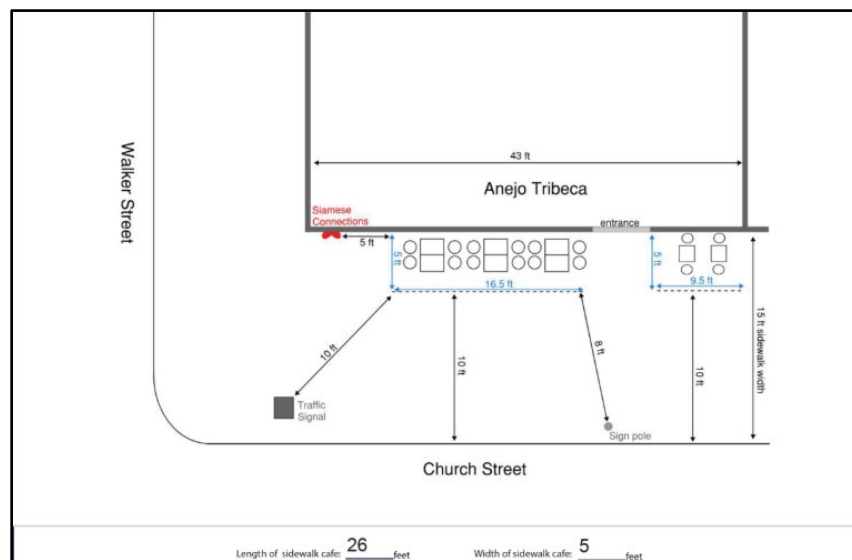 Walker Street
43 ft
Anejo Tribeca
Siamese
Connections
entrance
5 ft
5 ft
5 ft
16.5 ft
9.5 ft
15 ft sidewalk width
10 ft
10 ft
8 ft
10 ft
Traffic
Signal
Sign pole
Church Street
Length of sidewalk cafe: 26 feet
Width of sidewalk cafe: 5 feet